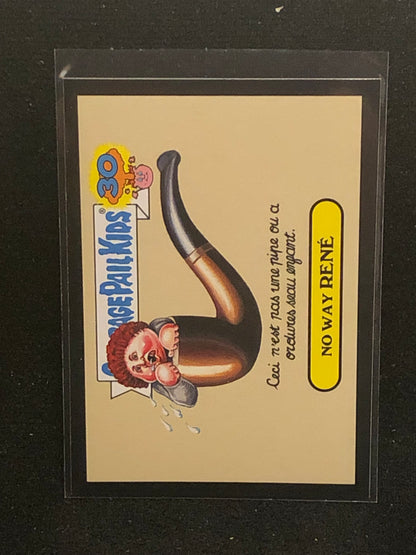 GARBAGE PAIL KIDS
30
Ceci n'est pas une pipe ou a
ordures seau enfant.
NO WAY RENÉ